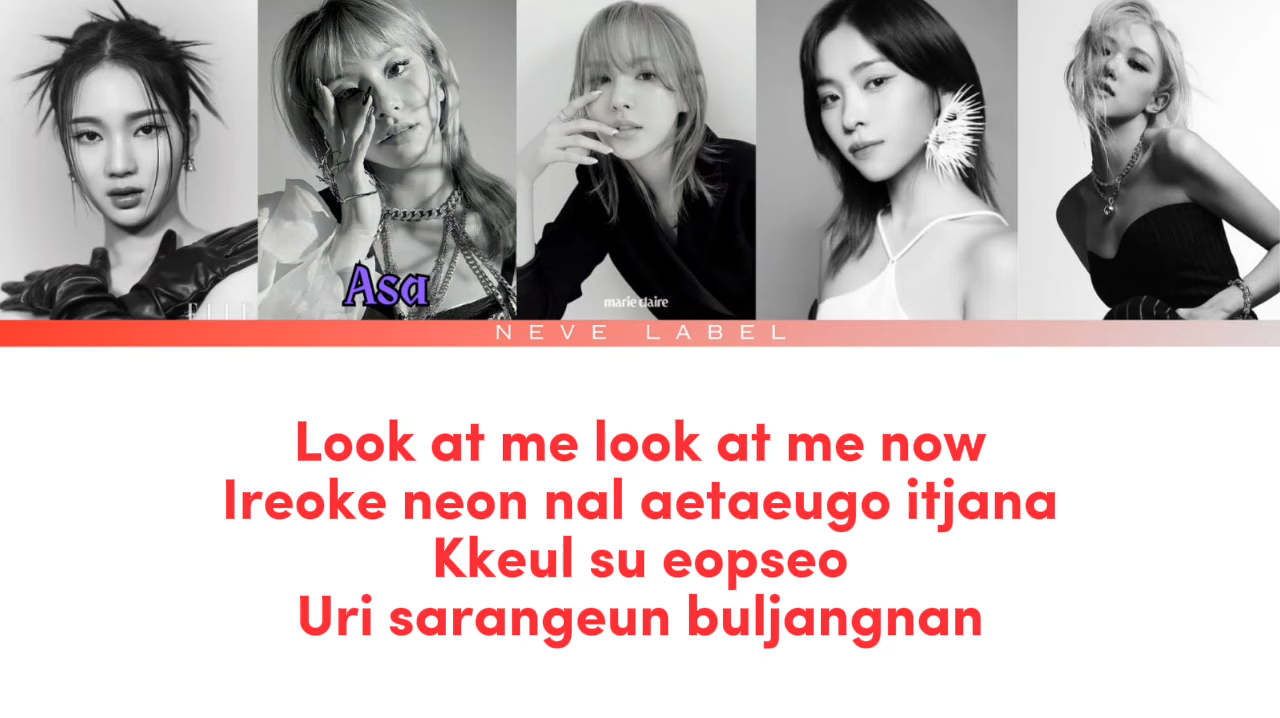 ELLE
Asa
marie claire
NEVE LABEL
Look at me look at me now
Ireoke neon nal aetaeugo itjana
Kkeul su eopseo
Uri sarangeun buljangnan